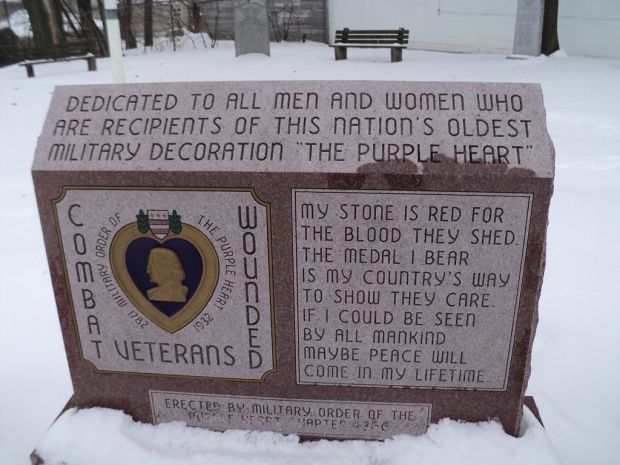 DEDICATED TO ALL MEN AND WOMEN WHO
ARE RECIPIENTS OF THIS NATION'S OLDEST
MILITARY DECORATION "THE PURPLE HEART"
COMBAT
WOUNDED
VETERANS
MILITARY ORDER OF
THE PURPLE HEART
1782
1932
MY STONE IS RED FOR
THE BLOOD THEY SHED.
THE MEDAL I BEAR
IS MY COUNTRY'S WAY
TO SHOW THEY CARE.
IF I COULD BE SEEN
BY ALL MANKIND
MAYBE PEACE WILL
COME IN MY LIFETIME.
ERECTED BY MILITARY ORDER OF THE
PURPLE HEART CHAPTER